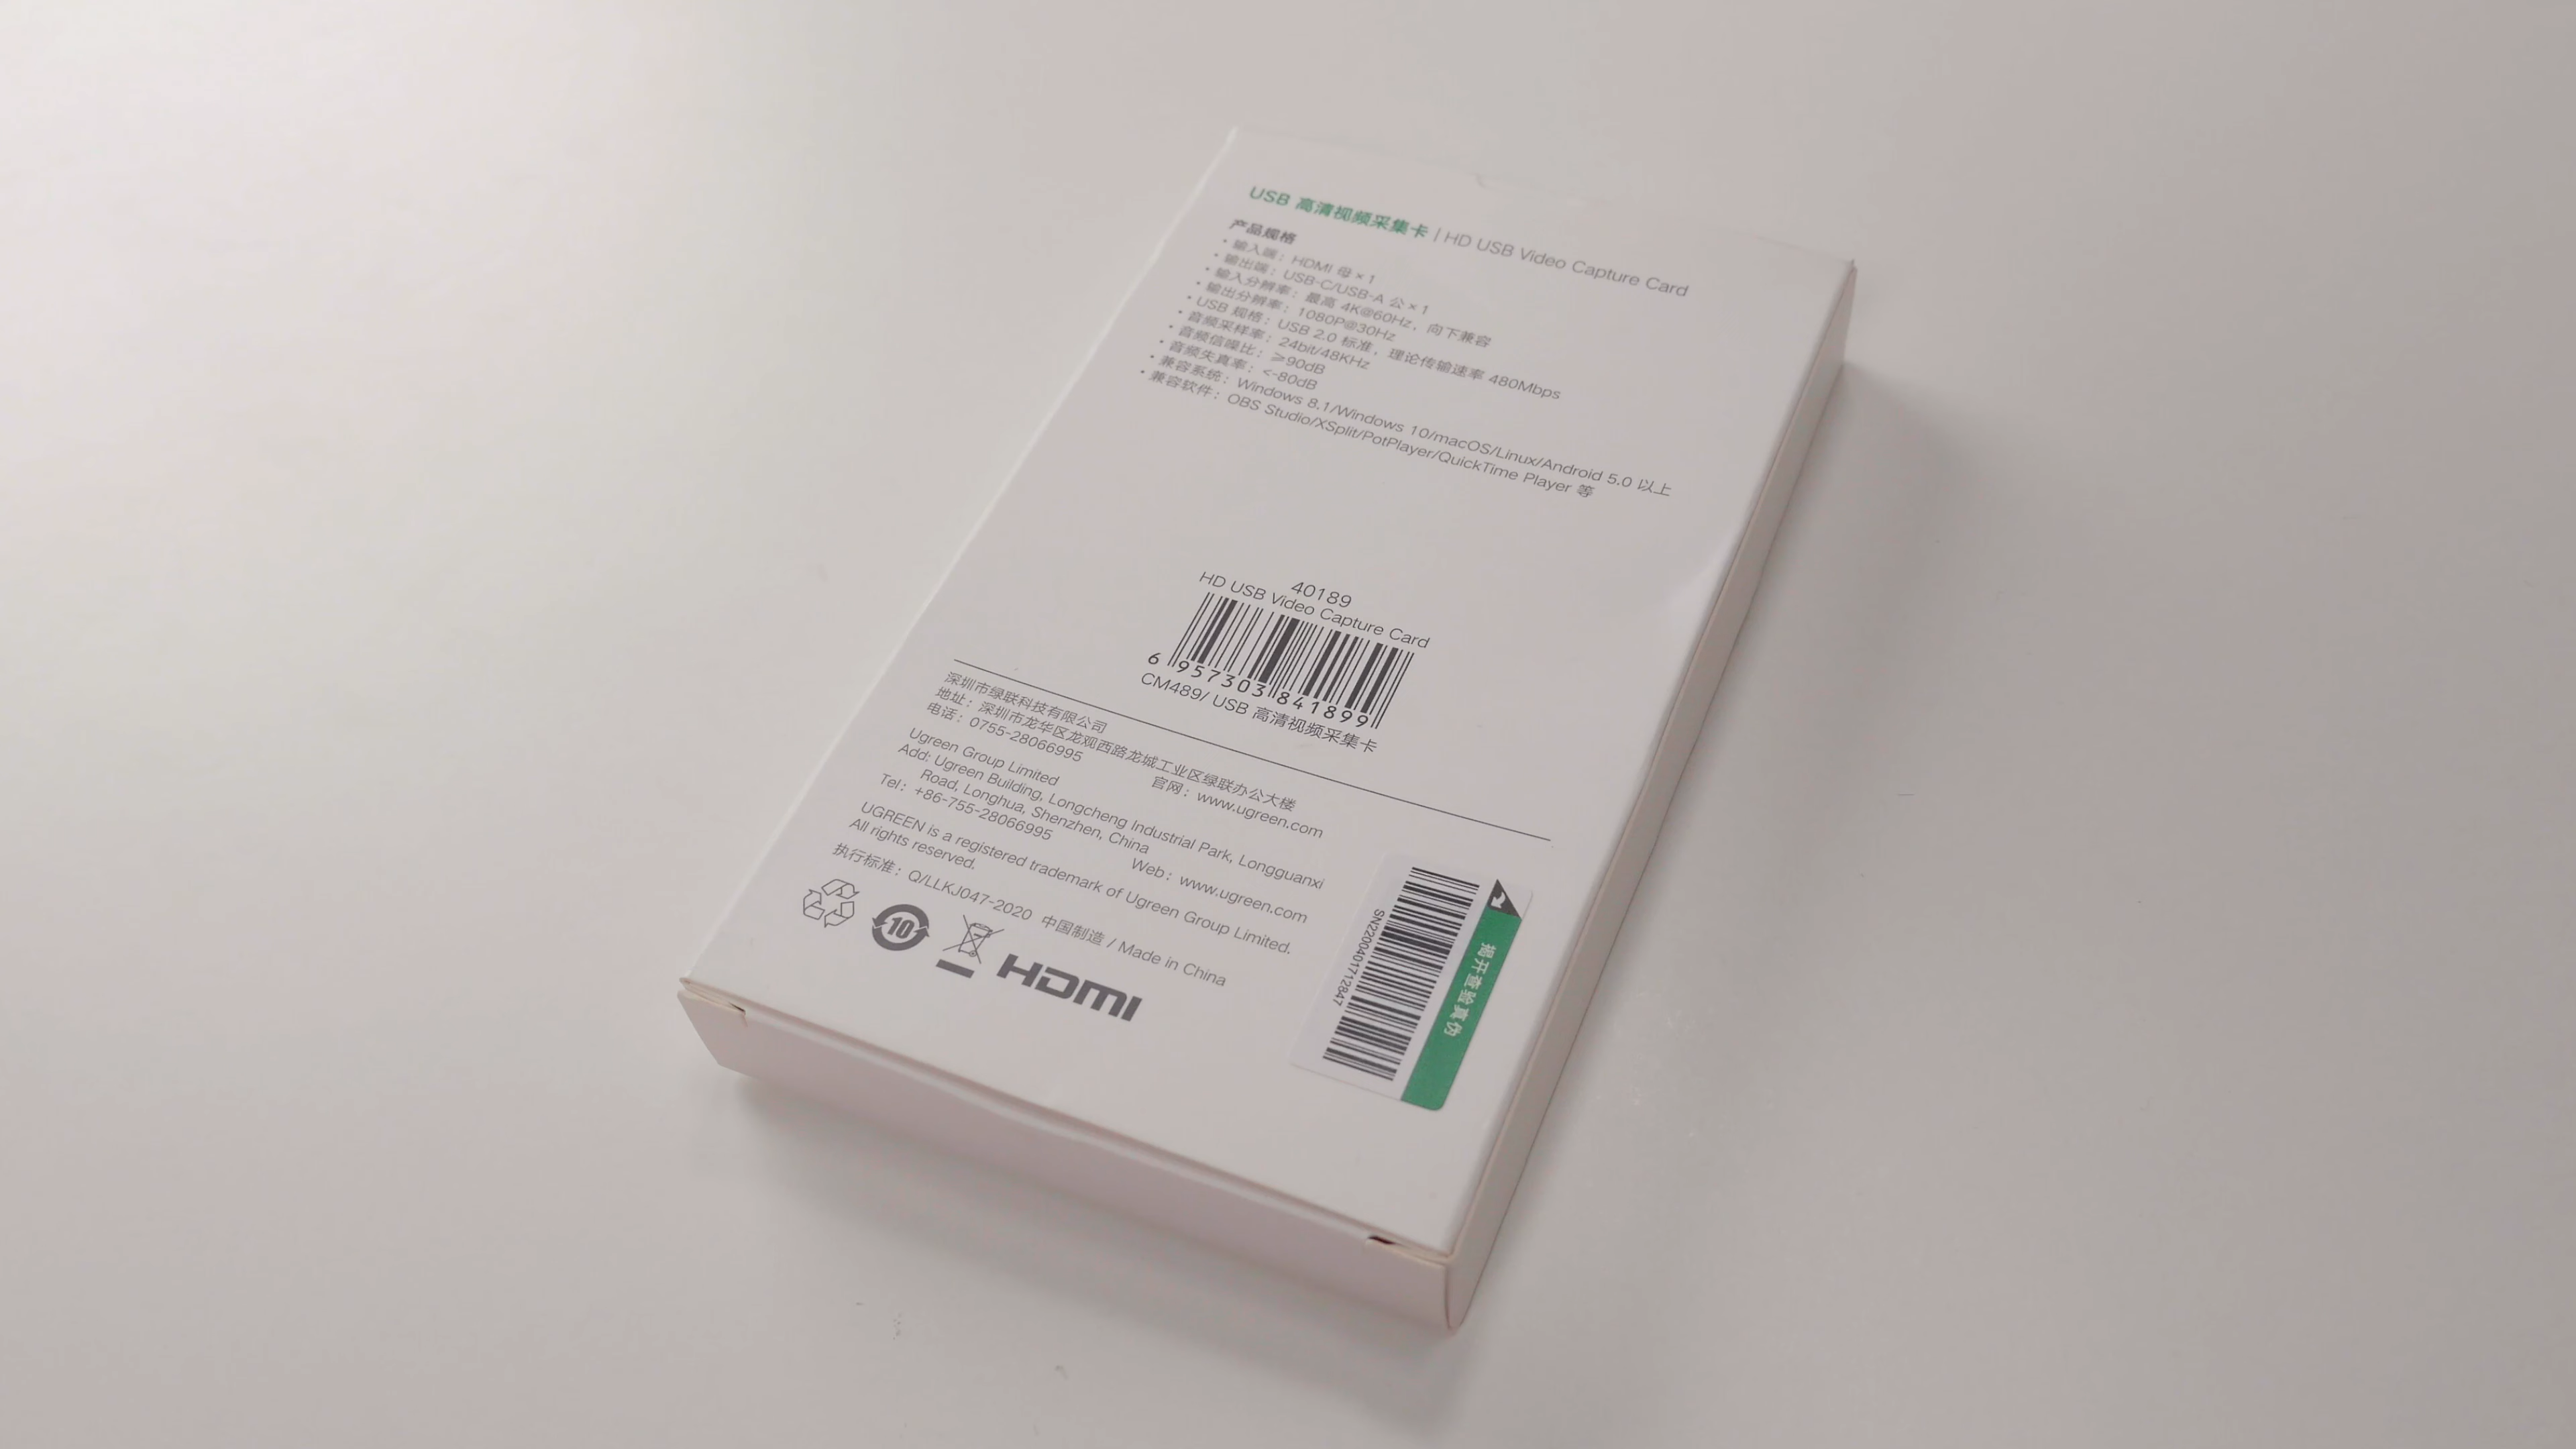 USB 高清视频采集卡 | HD USB Video Capture Card
产品规格
• 输入端：HDMI 母×1
• 输出端：USB-C/USB-A 公×1
• 输入分辨率：最高 4K@60Hz，向下兼容
• 输出分辨率：1080P@30Hz
• USB 规格：USB 2.0 标准，理论传输速率 480Mbps
• 音频采样率：24bit/48KHz
• 音频信噪比：≥90dB
• 音频失真率：<-80dB
• 兼容系统：Windows 8.1/Windows 10/macOS/Linux/Android 5.0 以上
• 兼容软件：OBS Studio/XSplit/PotPlayer/QuickTime Player 等
40189
HD USB Video Capture Card
6 957303 841899
CM489/ USB 高清视频采集卡
深圳市绿联科技有限公司
地址：深圳市龙华区龙观西路龙城工业区绿联办公大楼
电话：0755-28066995 官网：www.ugreen.com
Ugreen Group Limited
Add: Ugreen Building, Longcheng Industrial Park, Longguanxi
Road, Longhua, Shenzhen, China
Tel：+86-755-28066995 Web：www.ugreen.com
UGREEN is a registered trademark of Ugreen Group Limited.
All rights reserved.
执行标准：Q/LLKJ047-2020 中国制造 / Made in China
10
HDMI
SN2200401712847
揭开查验真伪